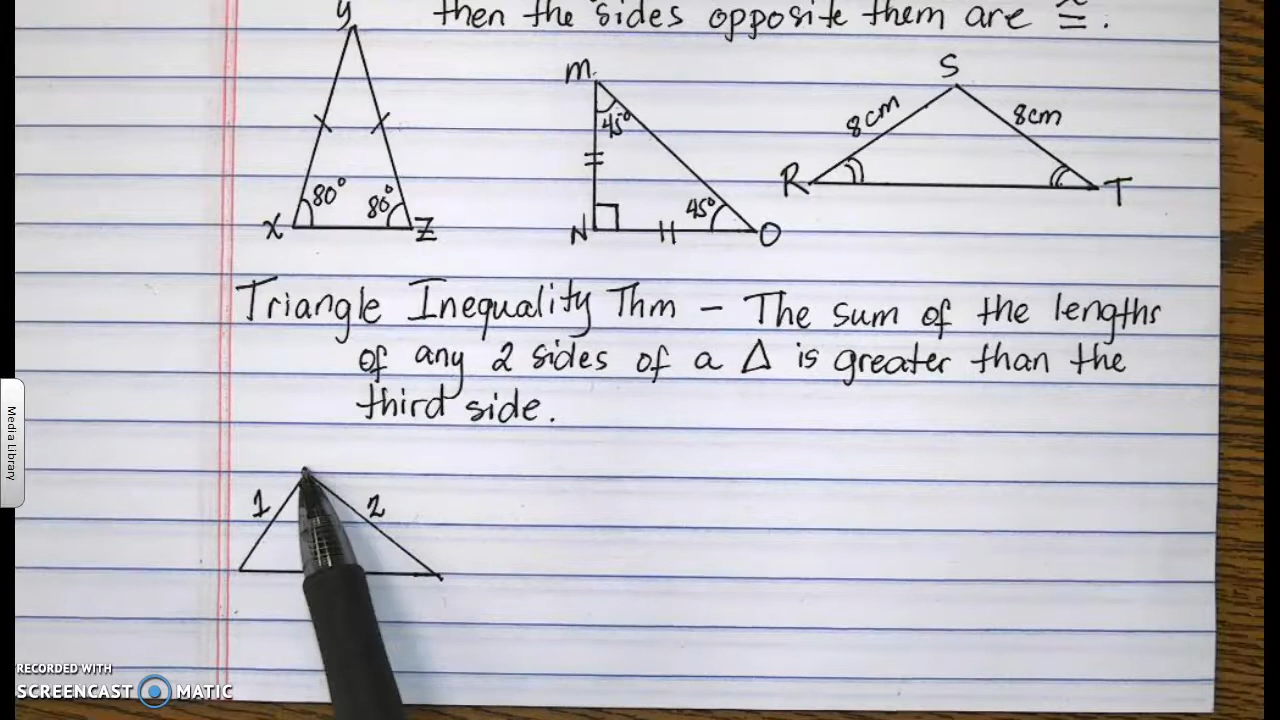 then the sides opposite them are ≅.
y
80°
80°
X
Z
m
45°
45°
N
O
S
8cm
8cm
R
T
Triangle Inequality Thm – The sum of the lengths
of any 2 sides of a Δ is greater than the
third side.
1
2
Media Library
RECORDED WITH
SCREENCAST MATIC